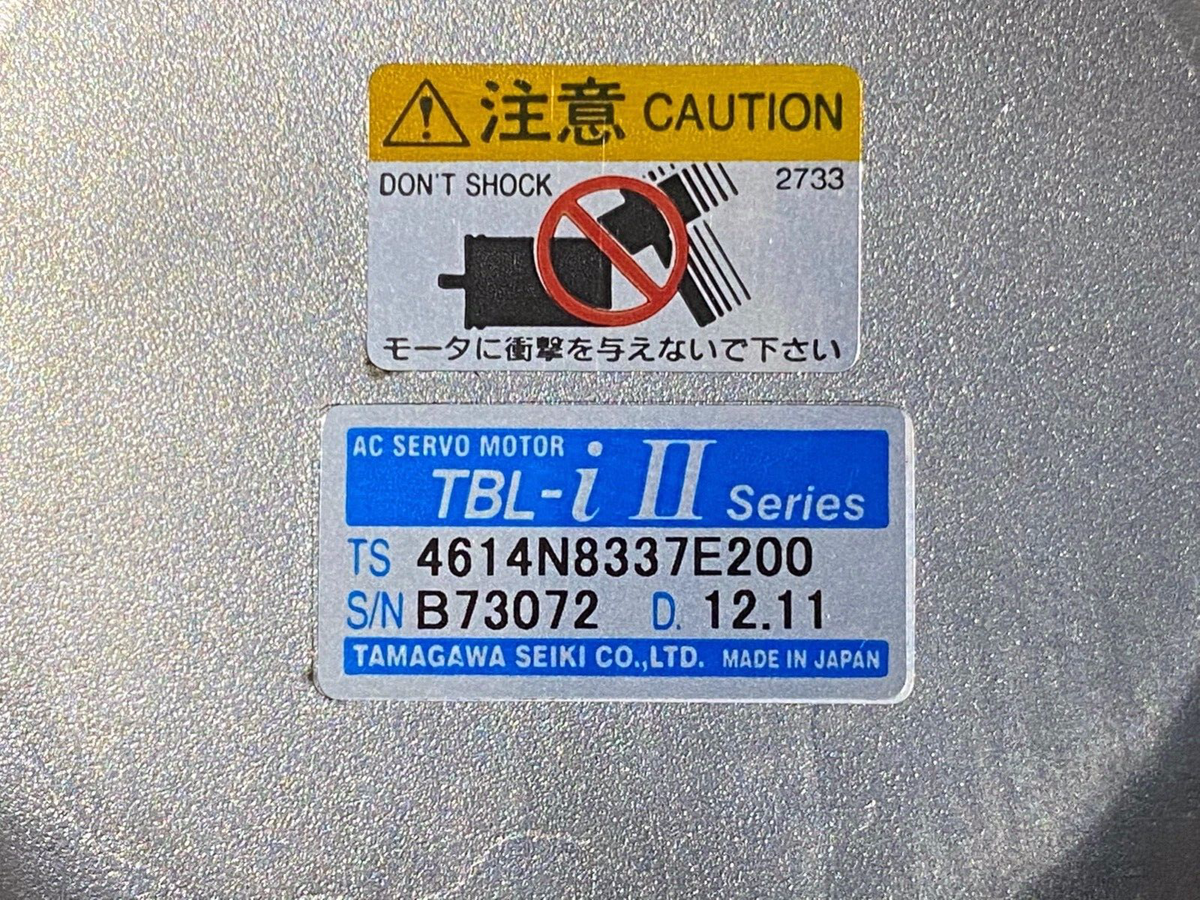 注意 CAUTION
DON'T SHOCK 2733
モータに衝撃を与えないで下さい
AC SERVO MOTOR
TBL-i II Series
TS 4614N8337E200
S/N B73072 D. 12.11
TAMAGAWA SEIKI CO.,LTD. MADE IN JAPAN